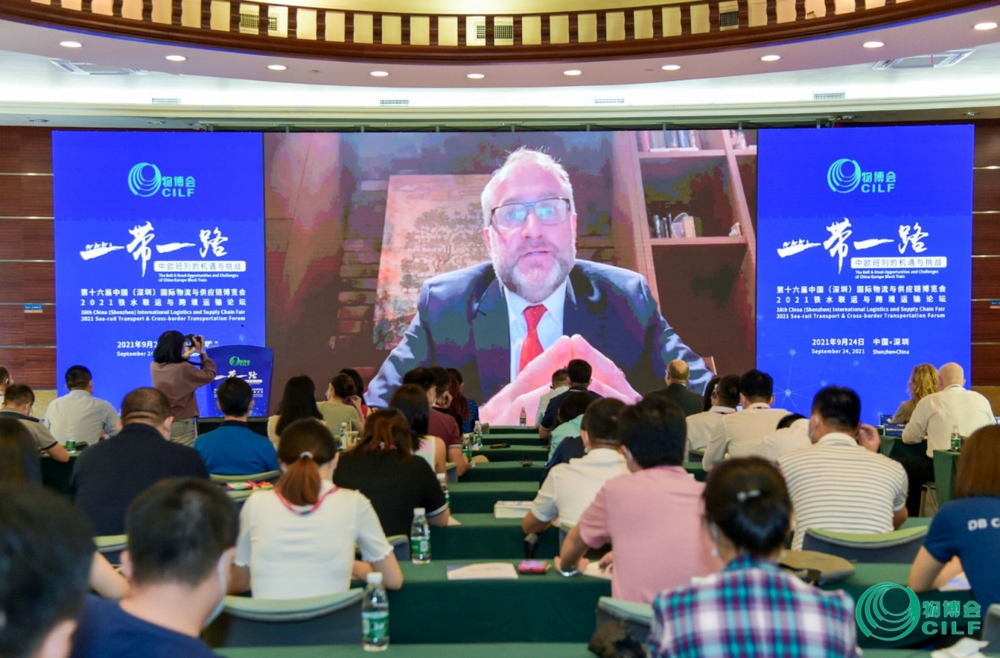 物博会
CILF
一带一路
中欧班列的机遇与挑战
The Belt & Road-Opportunities and Challenges
of China-Europe Block Train
第十六届中国（深圳）国际物流与供应链博览会
2021铁水联运与跨境运输论坛
16th China (Shenzhen) International Logistics and Supply Chain Fair
2021 Sea-rail Transport & Cross-border Transportation Forum
2021年9月2
September 24
物博会
CILF
一带一路
中欧班列的机遇与挑战
The Belt & Road-Opportunities and Challenges
of China-Europe Block Train
第十六届中国（深圳）国际物流与供应链博览会
2021铁水联运与跨境运输论坛
16th China (Shenzhen) International Logistics and Supply Chain Fair
2021 Sea-rail Transport & Cross-border Transportation Forum
2021年9月24日 中国·深圳
September 24, 2021 Shenzhen·China
一带一路
DB C
物博会
CILF